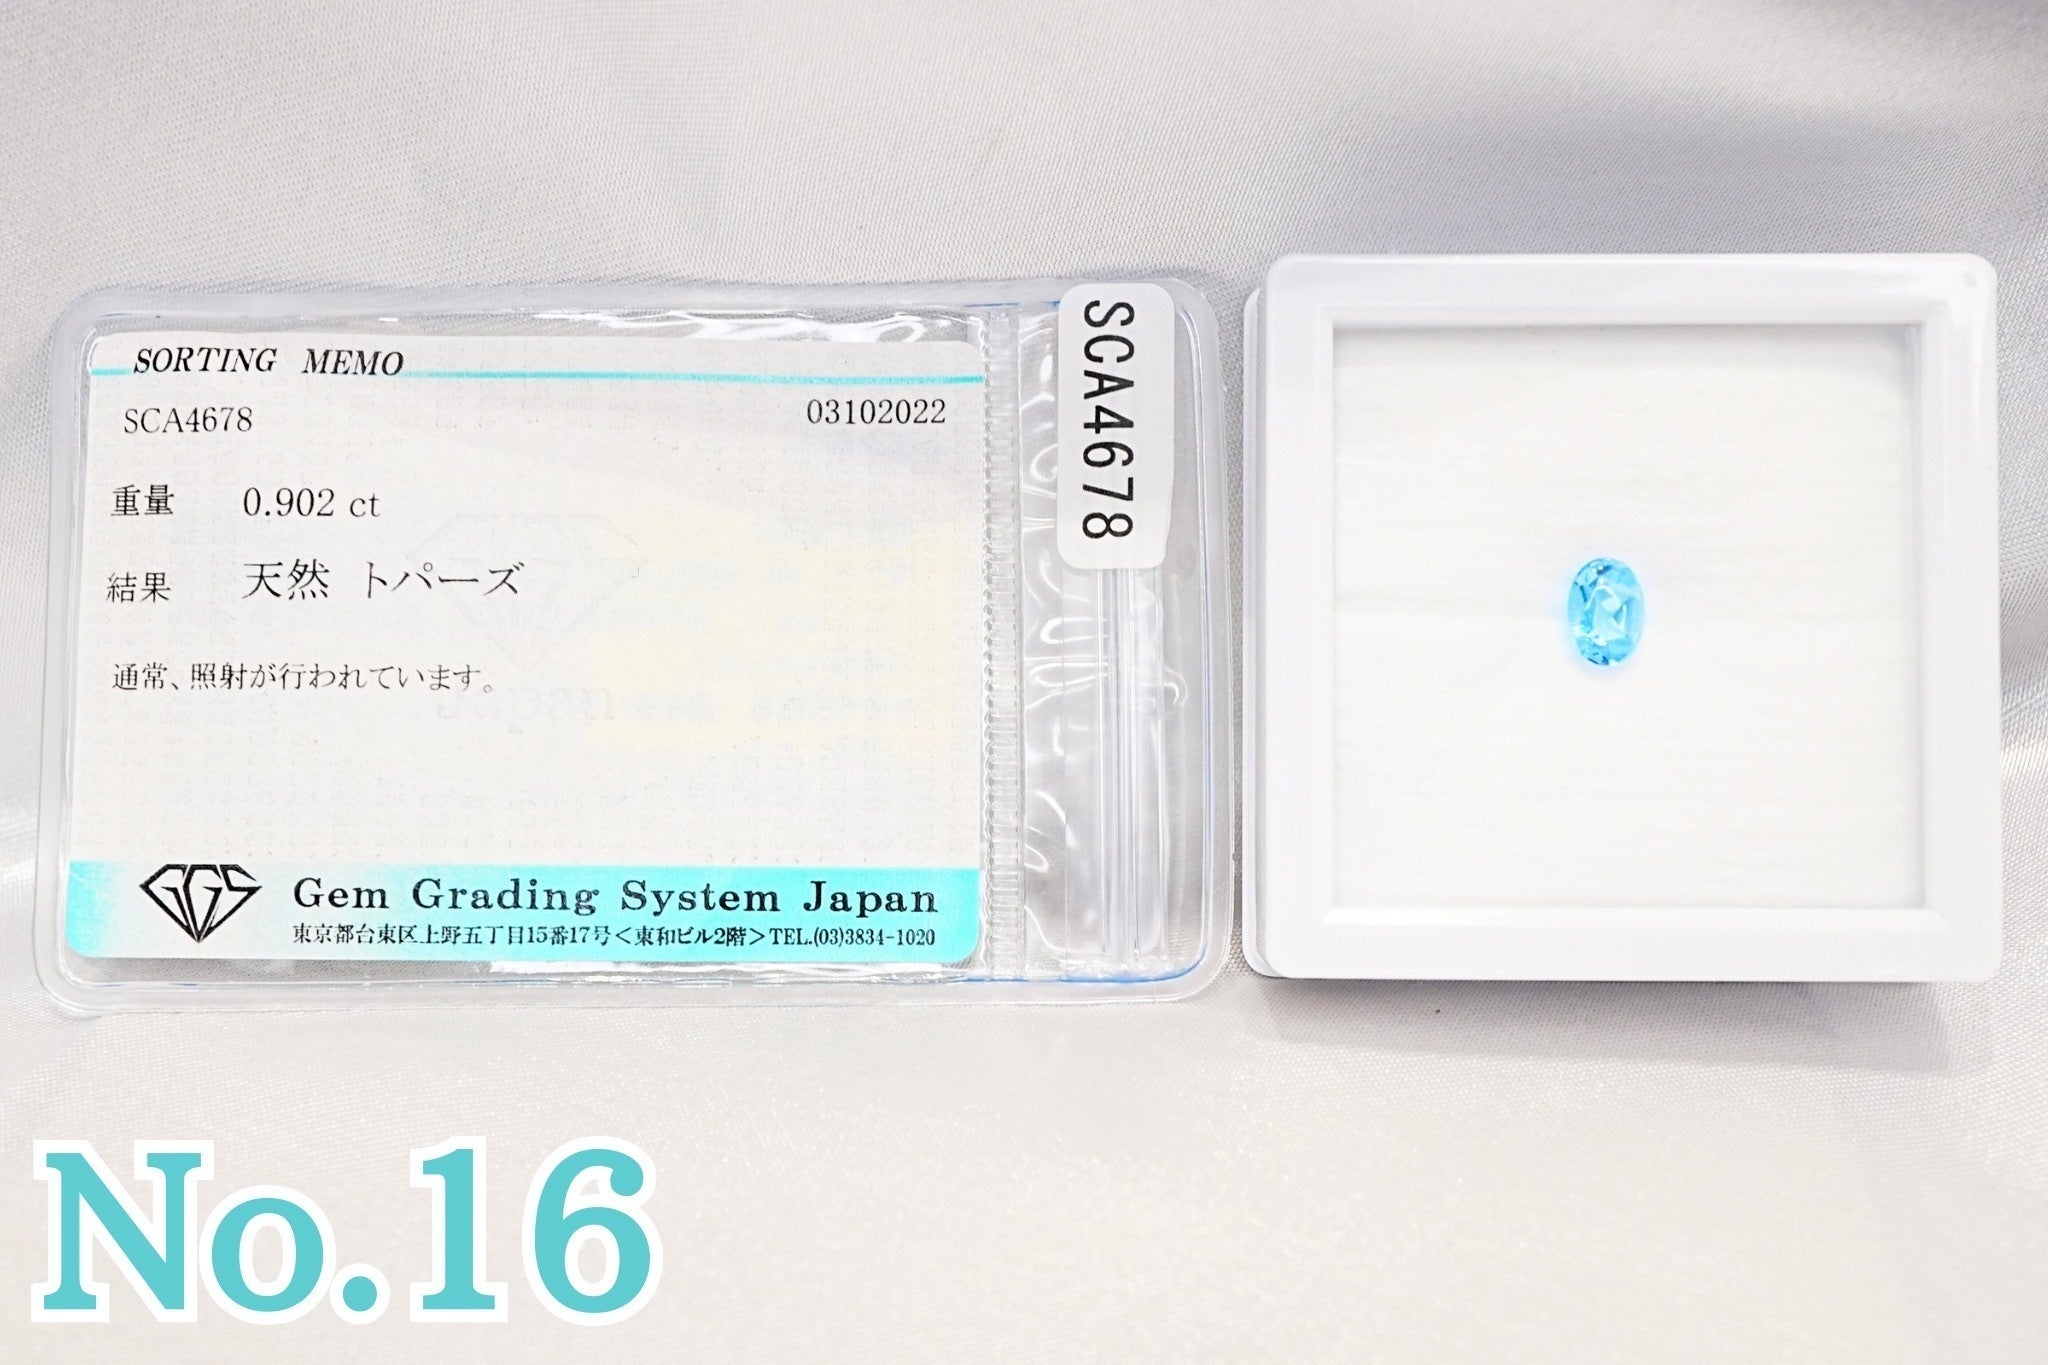 SORTING MEMO
SCA4678 03102022
重量 0.902 ct
結果 天然 トパーズ
通常、照射が行われています。
Japan
GGS Gem Grading System Japan
東京都台東区上野五丁目15番17号<東和ビル2階>TEL.(03)3834-1020
SCA4678
No.16